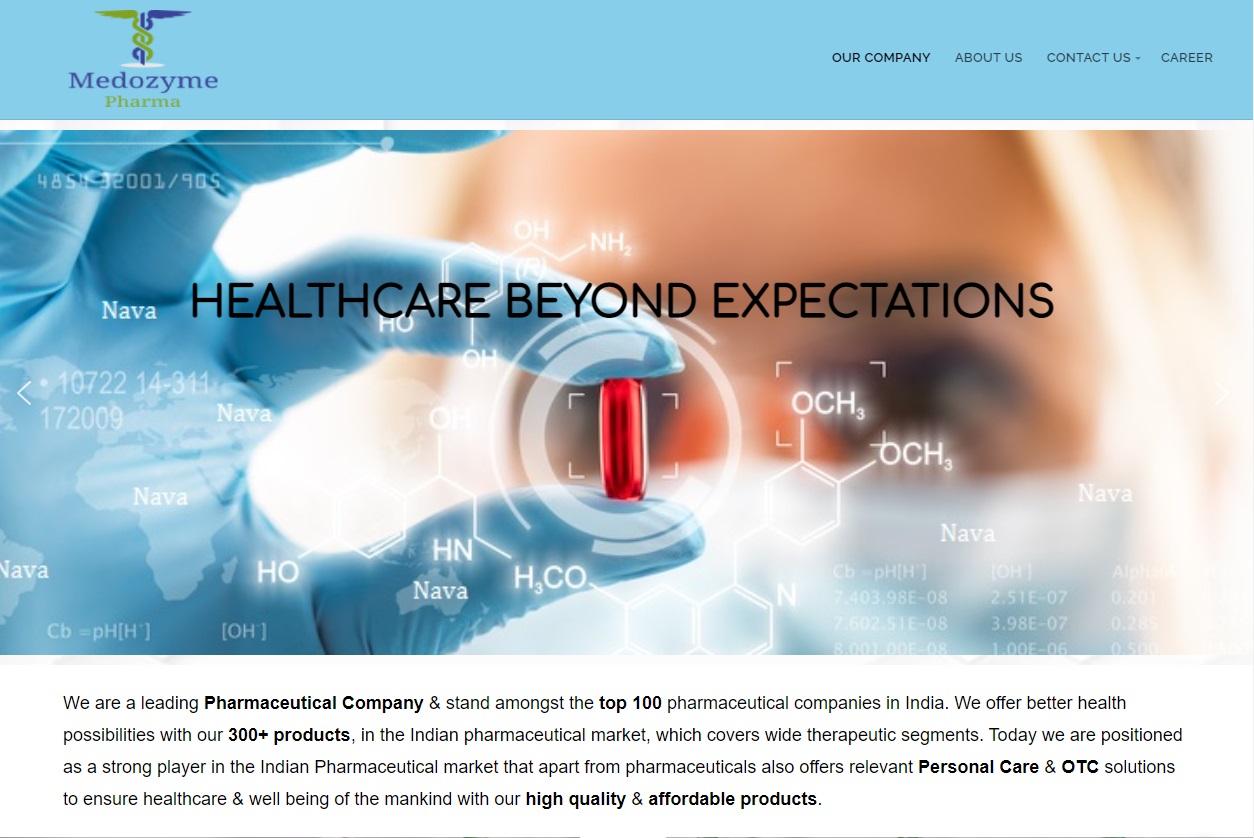 Medozyme
Pharma
OUR COMPANY ABOUT US CONTACT US CAREER
4854 32001/905
OH
NH2
(R)
Nava
HEALTHCARE BEYOND EXPECTATIONS
HO
OH
• 10722 14-311
172009
Nava
OH
OCH3
OCH3
Nava
Nava
Nava
HN
Nava
HO
H3CO
Nava
N
Cb =pH[H⁻] [OH⁻]
Cb =pH[H⁻] [OH⁻]
7.403.98E-08 2.51E-07 0.201
7.602.51E-08 3.98E-07 0.285
8.001.00E-08 1.00E-06 0.500
We are a leading Pharmaceutical Company & stand amongst the top 100 pharmaceutical companies in India. We offer better health
possibilities with our 300+ products, in the Indian pharmaceutical market, which covers wide therapeutic segments. Today we are positioned
as a strong player in the Indian Pharmaceutical market that apart from pharmaceuticals also offers relevant Personal Care & OTC solutions
to ensure healthcare & well being of the mankind with our high quality & affordable products.